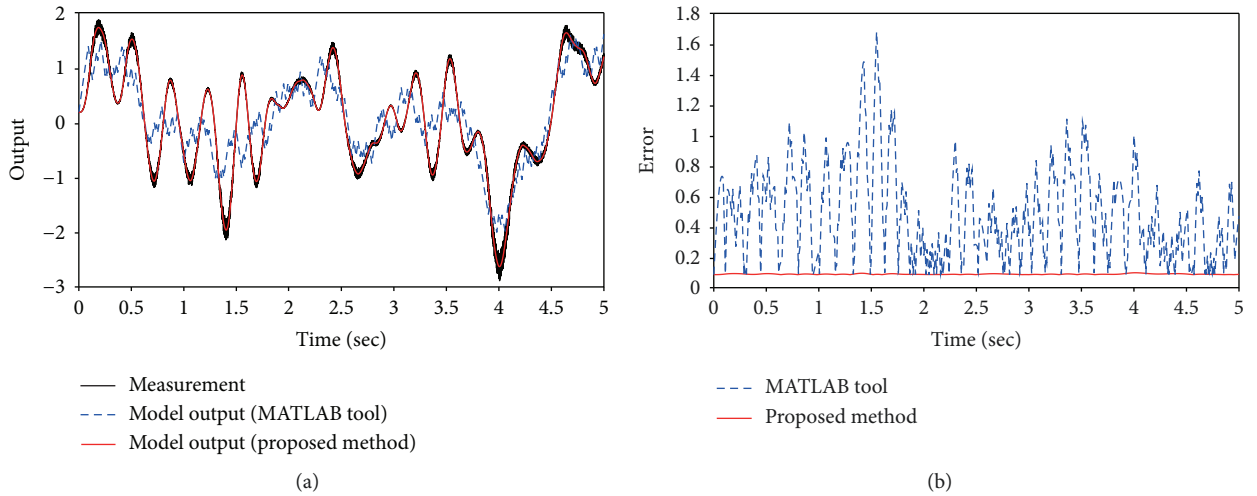 2
1
0
−1
−2
−3
Output
0 0.5 1 1.5 2 2.5 3 3.5 4 4.5 5
Time (sec)
Measurement
Model output (MATLAB tool)
Model output (proposed method)
(a)
1.8
1.6
1.4
1.2
1
0.8
0.6
0.4
0.2
0
Error
0 0.5 1 1.5 2 2.5 3 3.5 4 4.5 5
Time (sec)
MATLAB tool
Proposed method
(b)